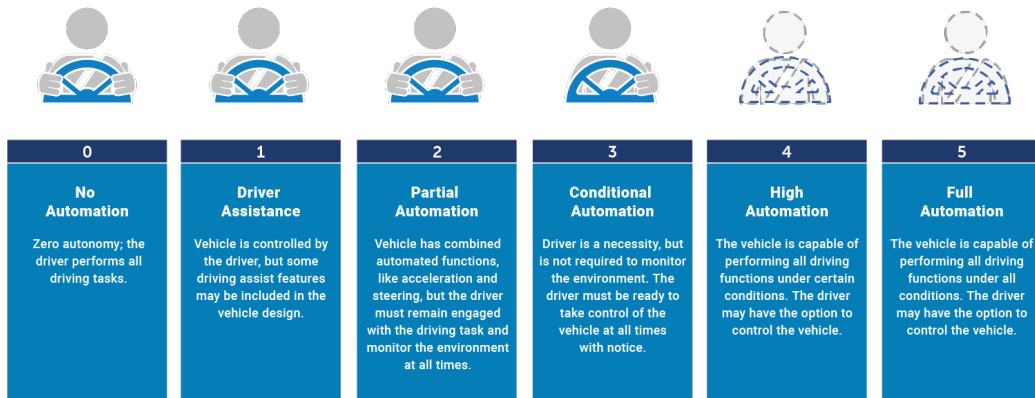 0
No
Automation
Zero autonomy; the
driver performs all
driving tasks.
1
Driver
Assistance
Vehicle is controlled by
the driver, but some
driving assist features
may be included in the
vehicle design.
2
Partial
Automation
Vehicle has combined
automated functions,
like acceleration and
steering, but the driver
must remain engaged
with the driving task and
monitor the environment
at all times.
3
Conditional
Automation
Driver is a necessity, but
is not required to monitor
the environment. The
driver must be ready to
take control of the
vehicle at all times
with notice.
4
High
Automation
The vehicle is capable of
performing all driving
functions under certain
conditions. The driver
may have the option to
control the vehicle.
5
Full
Automation
The vehicle is capable of
performing all driving
functions under all
conditions. The driver
may have the option to
control the vehicle.